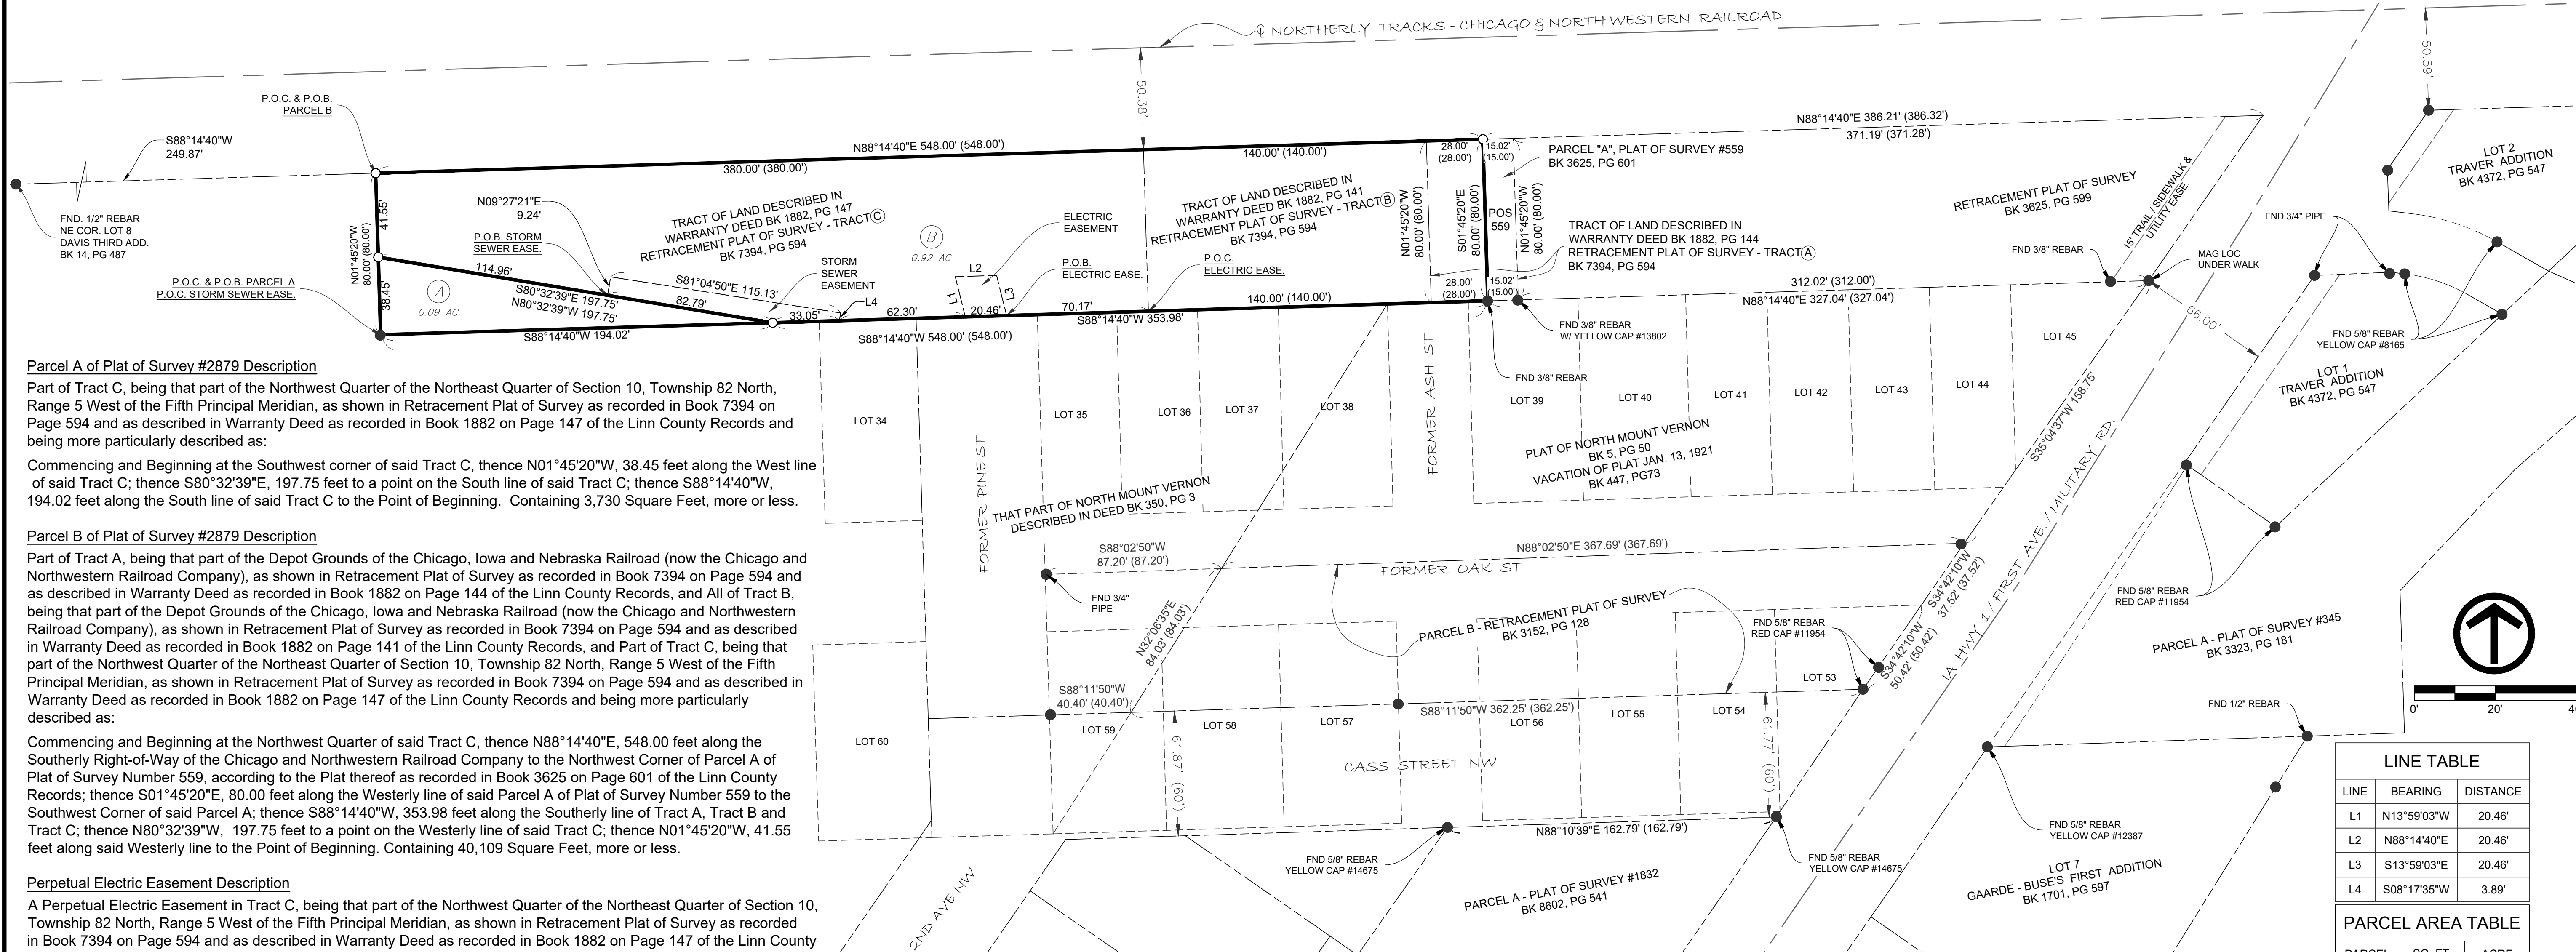 ℄ NORTHERLY TRACKS - CHICAGO & NORTH WESTERN RAILROAD
50.38'
50.59'
P.O.C. & P.O.B.
PARCEL B
S88°14'40"W
249.87'
FND. 1/2" REBAR
NE COR. LOT 8
DAVIS THIRD ADD.
BK 14, PG 487
P.O.C. & P.O.B. PARCEL A
P.O.C. STORM SEWER EASE.
N01°45'20"W
80.00' (80.00')
41.55'
38.45'
N88°14'40"E 548.00' (548.00')
380.00' (380.00')
140.00' (140.00')
28.00'
(28.00')
15.02'
(15.00')
N09°27'21"E
9.24'
P.O.B. STORM
SEWER EASE.
TRACT OF LAND DESCRIBED IN
WARRANTY DEED BK 1882, PG 147
RETRACEMENT PLAT OF SURVEY - TRACT C
BK 7394, PG 594
114.96'
S80°32'39"E 197.75'
N80°32'39"W 197.75'
82.79'
S81°04'50"E 115.13'
STORM
SEWER
EASEMENT
L4
A
0.09 AC
B
0.92 AC
L1
L2
L3
ELECTRIC
EASEMENT
P.O.B.
ELECTRIC EASE.
P.O.C.
ELECTRIC EASE.
TRACT OF LAND DESCRIBED IN
WARRANTY DEED BK 1882, PG 141
RETRACEMENT PLAT OF SURVEY - TRACT B
BK 7394, PG 594
N01°45'20"W
80.00' (80.00')
S01°45'20"E
80.00' (80.00')
POS
559
N01°45'20"W
80.00' (80.00')
PARCEL "A", PLAT OF SURVEY #559
BK 3625, PG 601
TRACT OF LAND DESCRIBED IN
WARRANTY DEED BK 1882, PG 144
RETRACEMENT PLAT OF SURVEY - TRACT A
BK 7394, PG 594
N88°14'40"E 386.21' (386.32')
371.19' (371.28')
RETRACEMENT PLAT OF SURVEY
BK 3625, PG 599
15' TRAIL / SIDEWALK &
UTILITY EASE.
S88°14'40"W 194.02'
33.05'
62.30'
20.46'
70.17'
S88°14'40"W 353.98'
S88°14'40"W 548.00' (548.00')
140.00' (140.00')
28.00'
(28.00')
15.02'
(15.00')
312.02' (312.00')
N88°14'40"E 327.04' (327.04')
FND 3/8" REBAR
W/ YELLOW CAP #13802
FND 3/8" REBAR
FND 3/8" REBAR
MAG LOC
UNDER WALK
FND 3/4" PIPE
LOT 2
TRAVER ADDITION
BK 4372, PG 547
FND 5/8" REBAR
YELLOW CAP #8165
66.00'
LOT 1
TRAVER ADDITION
BK 4372, PG 547
LOT 34
LOT 35
LOT 36
LOT 37
LOT 38
LOT 39
LOT 40
LOT 41
LOT 42
LOT 43
LOT 44
LOT 45
FORMER PINE ST
FORMER ASH ST
PLAT OF NORTH MOUNT VERNON
BK 5, PG 50
VACATION OF PLAT JAN. 13, 1921
BK 447, PG73
THAT PART OF NORTH MOUNT VERNON
DESCRIBED IN DEED BK 350, PG 3
S35°04'37"W 158.75'
IA HWY 1 / FIRST AVE. / MILITARY RD.
S88°02'50"W
87.20' (87.20')
N88°02'50"E 367.69' (367.69')
FORMER OAK ST
FND 3/4"
PIPE
N32°06'35"E
84.03' (84.03')
PARCEL B - RETRACEMENT PLAT OF SURVEY
BK 3152, PG 128
FND 5/8" REBAR
RED CAP #11954
S34°42'10"W
37.52' (37.52')
S34°42'10"W
50.42' (50.42')
FND 5/8" REBAR
RED CAP #11954
PARCEL A - PLAT OF SURVEY #345
BK 3323, PG 181
S88°11'50"W
40.40' (40.40')
S88°11'50"W 362.25' (362.25')
LOT 60
LOT 59
LOT 58
LOT 57
LOT 56
LOT 55
LOT 54
LOT 53
61.87' (60')
61.77' (60')
CASS STREET NW
N88°10'39"E 162.79' (162.79')
FND 5/8" REBAR
YELLOW CAP #14675
FND 5/8" REBAR
YELLOW CAP #14675
PARCEL A - PLAT OF SURVEY #1832
BK 8602, PG 541
2ND AVE NW
FND 1/2" REBAR
FND 5/8" REBAR
YELLOW CAP #12387
LOT 7
GAARDE - BUSE'S FIRST ADDITION
BK 1701, PG 597
0' 20'
Parcel A of Plat of Survey #2879 Description
Part of Tract C, being that part of the Northwest Quarter of the Northeast Quarter of Section 10, Township 82 North,
Range 5 West of the Fifth Principal Meridian, as shown in Retracement Plat of Survey as recorded in Book 7394 on
Page 594 and as described in Warranty Deed as recorded in Book 1882 on Page 147 of the Linn County Records and
being more particularly described as:
Commencing and Beginning at the Southwest corner of said Tract C, thence N01°45'20"W, 38.45 feet along the West line
of said Tract C; thence S80°32'39"E, 197.75 feet to a point on the South line of said Tract C; thence S88°14'40"W,
194.02 feet along the South line of said Tract C to the Point of Beginning. Containing 3,730 Square Feet, more or less.
Parcel B of Plat of Survey #2879 Description
Part of Tract A, being that part of the Depot Grounds of the Chicago, Iowa and Nebraska Railroad (now the Chicago and
Northwestern Railroad Company), as shown in Retracement Plat of Survey as recorded in Book 7394 on Page 594 and
as described in Warranty Deed as recorded in Book 1882 on Page 144 of the Linn County Records, and All of Tract B,
being that part of the Depot Grounds of the Chicago, Iowa and Nebraska Railroad (now the Chicago and Northwestern
Railroad Company), as shown in Retracement Plat of Survey as recorded in Book 7394 on Page 594 and as described
in Warranty Deed as recorded in Book 1882 on Page 141 of the Linn County Records, and Part of Tract C, being that
part of the Northwest Quarter of the Northeast Quarter of Section 10, Township 82 North, Range 5 West of the Fifth
Principal Meridian, as shown in Retracement Plat of Survey as recorded in Book 7394 on Page 594 and as described in
Warranty Deed as recorded in Book 1882 on Page 147 of the Linn County Records and being more particularly
described as:
Commencing and Beginning at the Northwest Quarter of said Tract C, thence N88°14'40"E, 548.00 feet along the
Southerly Right-of-Way of the Chicago and Northwestern Railroad Company to the Northwest Corner of Parcel A of
Plat of Survey Number 559, according to the Plat thereof as recorded in Book 3625 on Page 601 of the Linn County
Records; thence S01°45'20"E, 80.00 feet along the Westerly line of said Parcel A of Plat of Survey Number 559 to the
Southwest Corner of said Parcel A; thence S88°14'40"W, 353.98 feet along the Southerly line of Tract A, Tract B and
Tract C; thence N80°32'39"W, 197.75 feet to a point on the Westerly line of said Tract C; thence N01°45'20"W, 41.55
feet along said Westerly line to the Point of Beginning. Containing 40,109 Square Feet, more or less.
Perpetual Electric Easement Description
A Perpetual Electric Easement in Tract C, being that part of the Northwest Quarter of the Northeast Quarter of Section 10,
Township 82 North, Range 5 West of the Fifth Principal Meridian, as shown in Retracement Plat of Survey as recorded
in Book 7394 on Page 594 and as described in Warranty Deed as recorded in Book 1882 on Page 147 of the Linn County
LINE TABLE
LINE BEARING DISTANCE
L1 N13°59'03"W 20.46'
L2 N88°14'40"E 20.46'
L3 S13°59'03"E 20.46'
L4 S08°17'35"W 3.89'
PARCEL AREA TABLE
PARCEL SQ. FT. ACRE